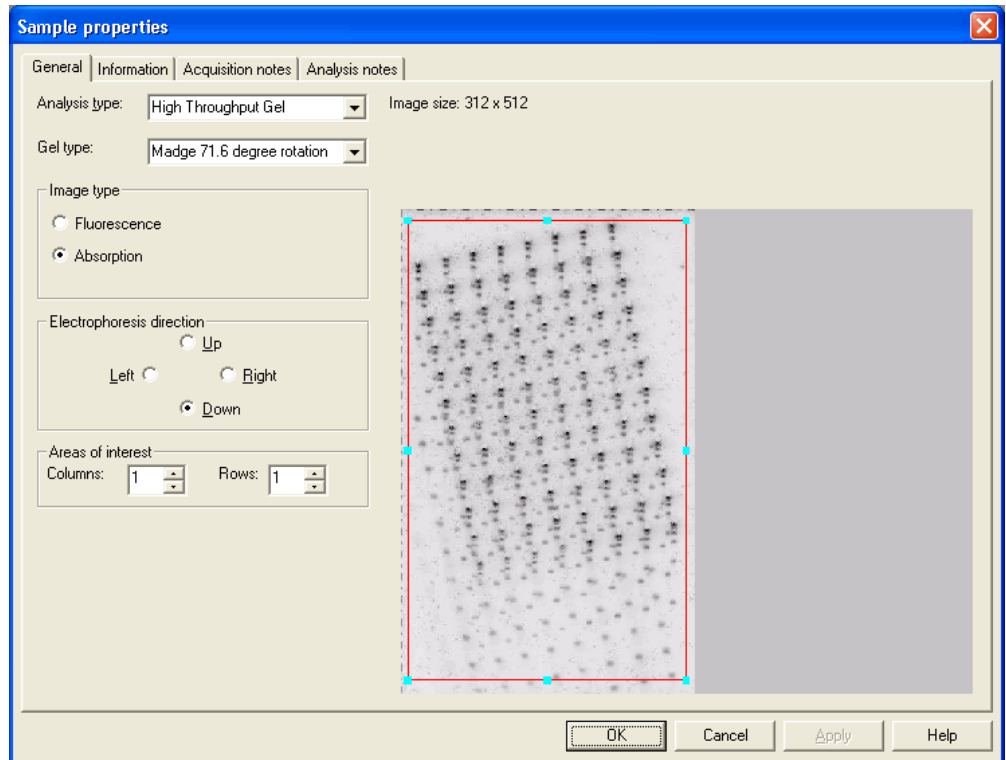 Sample properties
General Information Acquisition notes Analysis notes
Analysis type: High Throughput Gel Image size: 312 x 512
Gel type: Madge 71.6 degree rotation
Image type
Fluorescence
Absorption
Electrophoresis direction
Up
Left Right
Down
Areas of interest
Columns: 1 Rows: 1
OK Cancel Apply Help